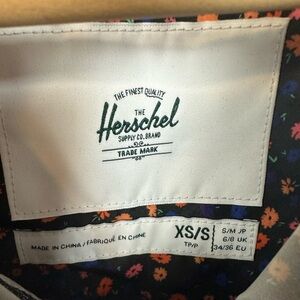 THE FINEST QUALITY
THE
Herschel
SUPPLY CO. BRAND
TRADE MARK
MADE IN CHINA / FABRIQUÉ EN CHINE
XS/S
TP/P
S/M JP
6/8 UK
34/36 EU